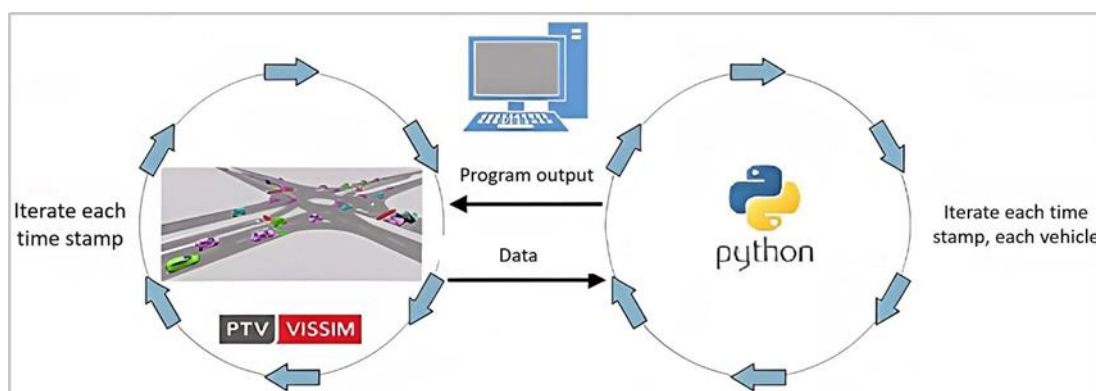 Iterate each
time stamp
PTV VISSIM
Program output
Data
python
Iterate each time
stamp, each vehicle